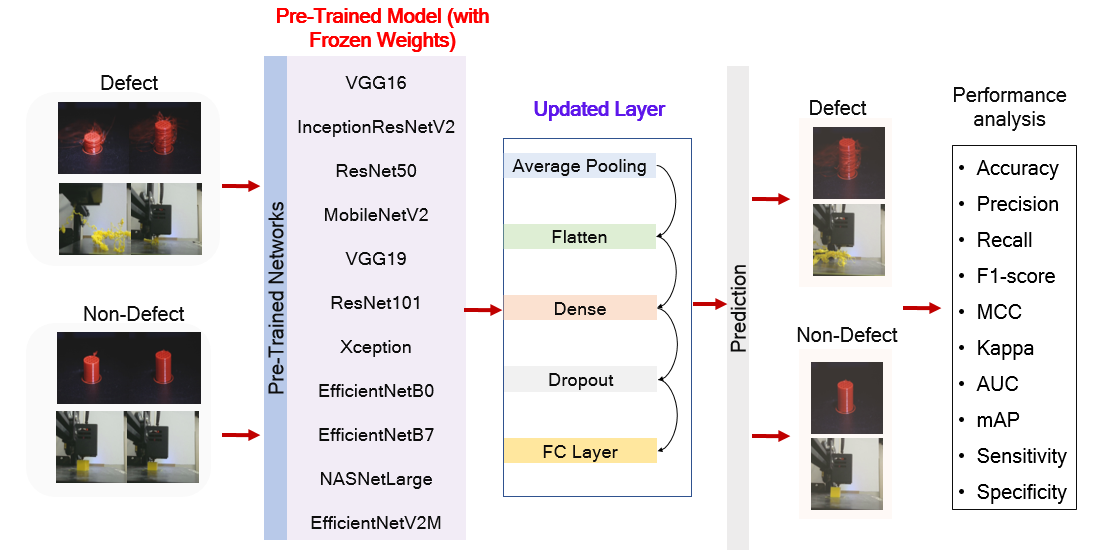 Pre-Trained Model (with
Frozen Weights)
Defect
Non-Defect
Pre-Trained Networks
VGG16
InceptionResNetV2
ResNet50
MobileNetV2
VGG19
ResNet101
Xception
EfficientNetB0
EfficientNetB7
NASNetLarge
EfficientNetV2M
Updated Layer
Average Pooling
Flatten
Dense
Dropout
FC Layer
Prediction
Defect
Non-Defect
Performance
analysis
• Accuracy
• Precision
• Recall
• F1-score
• MCC
• Kappa
• AUC
• mAP
• Sensitivity
• Specificity